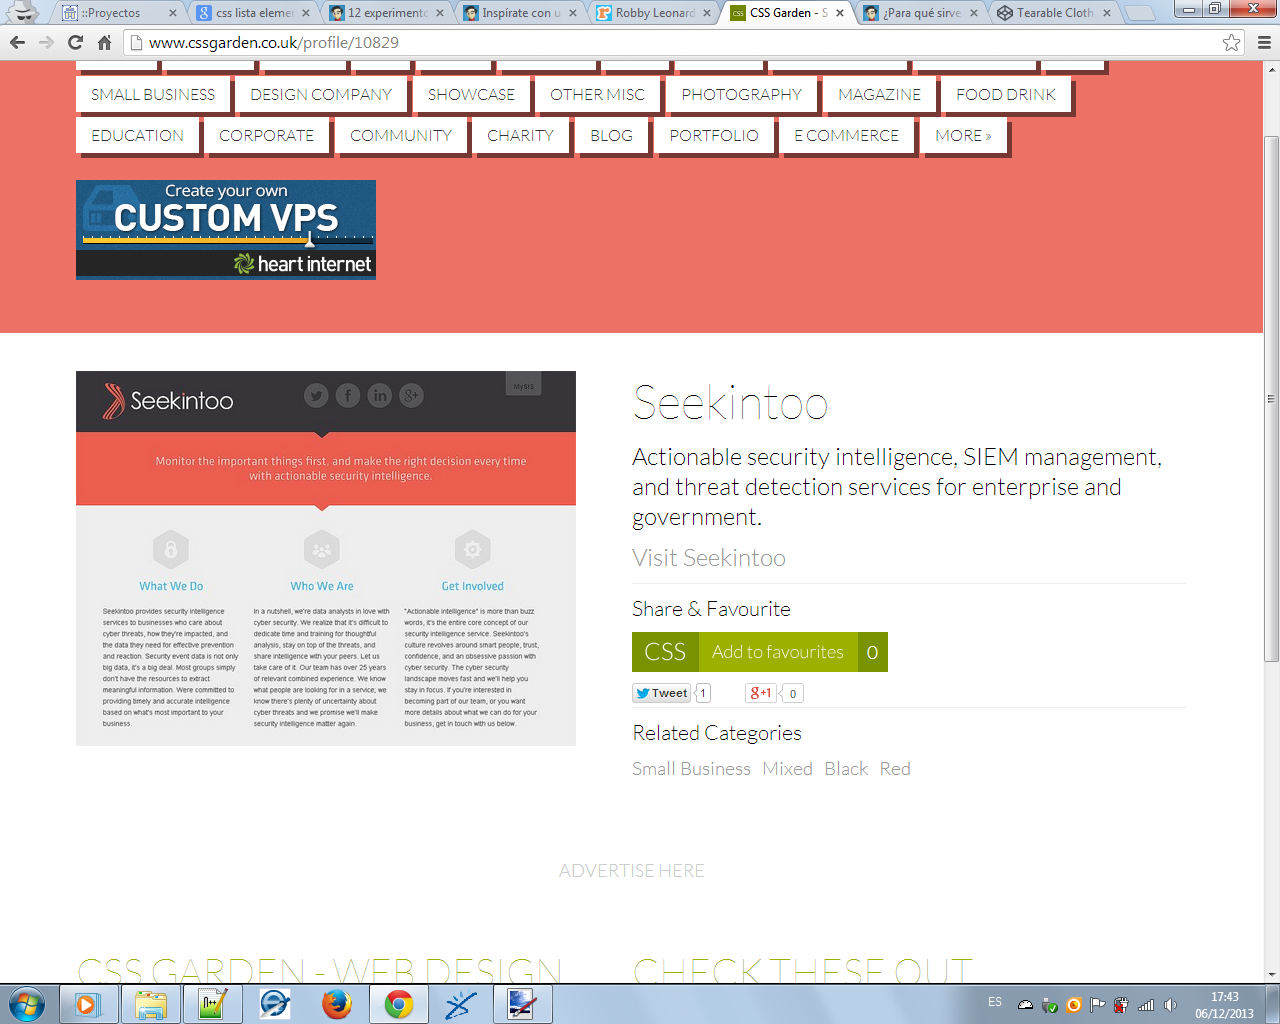 ::Proyectos
css lista eleme
12 experimento
Inspírate con u
Robby Leonard
CSS Garden - S
¿Para qué sirve
Tearable Cloth
www.cssgarden.co.uk/profile/10829
SMALL BUSINESS DESIGN COMPANY SHOWCASE OTHER MISC PHOTOGRAPHY MAGAZINE FOOD DRINK
EDUCATION CORPORATE COMMUNITY CHARITY BLOG PORTFOLIO E COMMERCE MORE »
Create your own
CUSTOM VPS
heart internet
Seekintoo
MySIS
Monitor the important things first, and make the right decision every time
with actionable security intelligence.
What We Do
Seekintoo provides security intelligence
services to businesses who care about
cyber threats, how they're impacted, and
the data they need for effective prevention
and reaction. Security event data is not only
big data, it's a big deal. Most groups simply
don't have the resources to extract
meaningful information. Were committed to
providing timely and accurate intelligence
based on what's most important to your
business.
Who We Are
In a nutshell, we're data analysts in love with
cyber security. We realize that it's difficult to
dedicate time and training for thoughtful
analysis, stay on top of the threats, and
share intelligence with your peers. Let us
take care of it. Our team has over 25 years
of relevant combined experience. We know
what people are looking for in a service; we
know there's plenty of uncertainty about
cyber threats and we promise we'll make
security intelligence matter again.
Get Involved
"Actionable intelligence" is more than buzz
words, it's the entire core concept of our
security intelligence service. Seekintoo's
culture revolves around smart people, trust,
confidence, and an obsessive passion with
cyber security. The cyber security
landscape moves fast and we'll help you
stay in focus. If you're interested in
becoming part of our team, or you want
more details about what we can do for your
business, get in touch with us below.
Seekintoo
Actionable security intelligence, SIEM management,
and threat detection services for enterprise and
government.
Visit Seekintoo
Share & Favourite
CSS Add to favourites 0
Tweet 1 g+1 0
Related Categories
Small Business Mixed Black Red
ADVERTISE HERE
CSS GARDEN - WEB DESIGN
CHECK THESE OUT
ES
17:43
06/12/2013